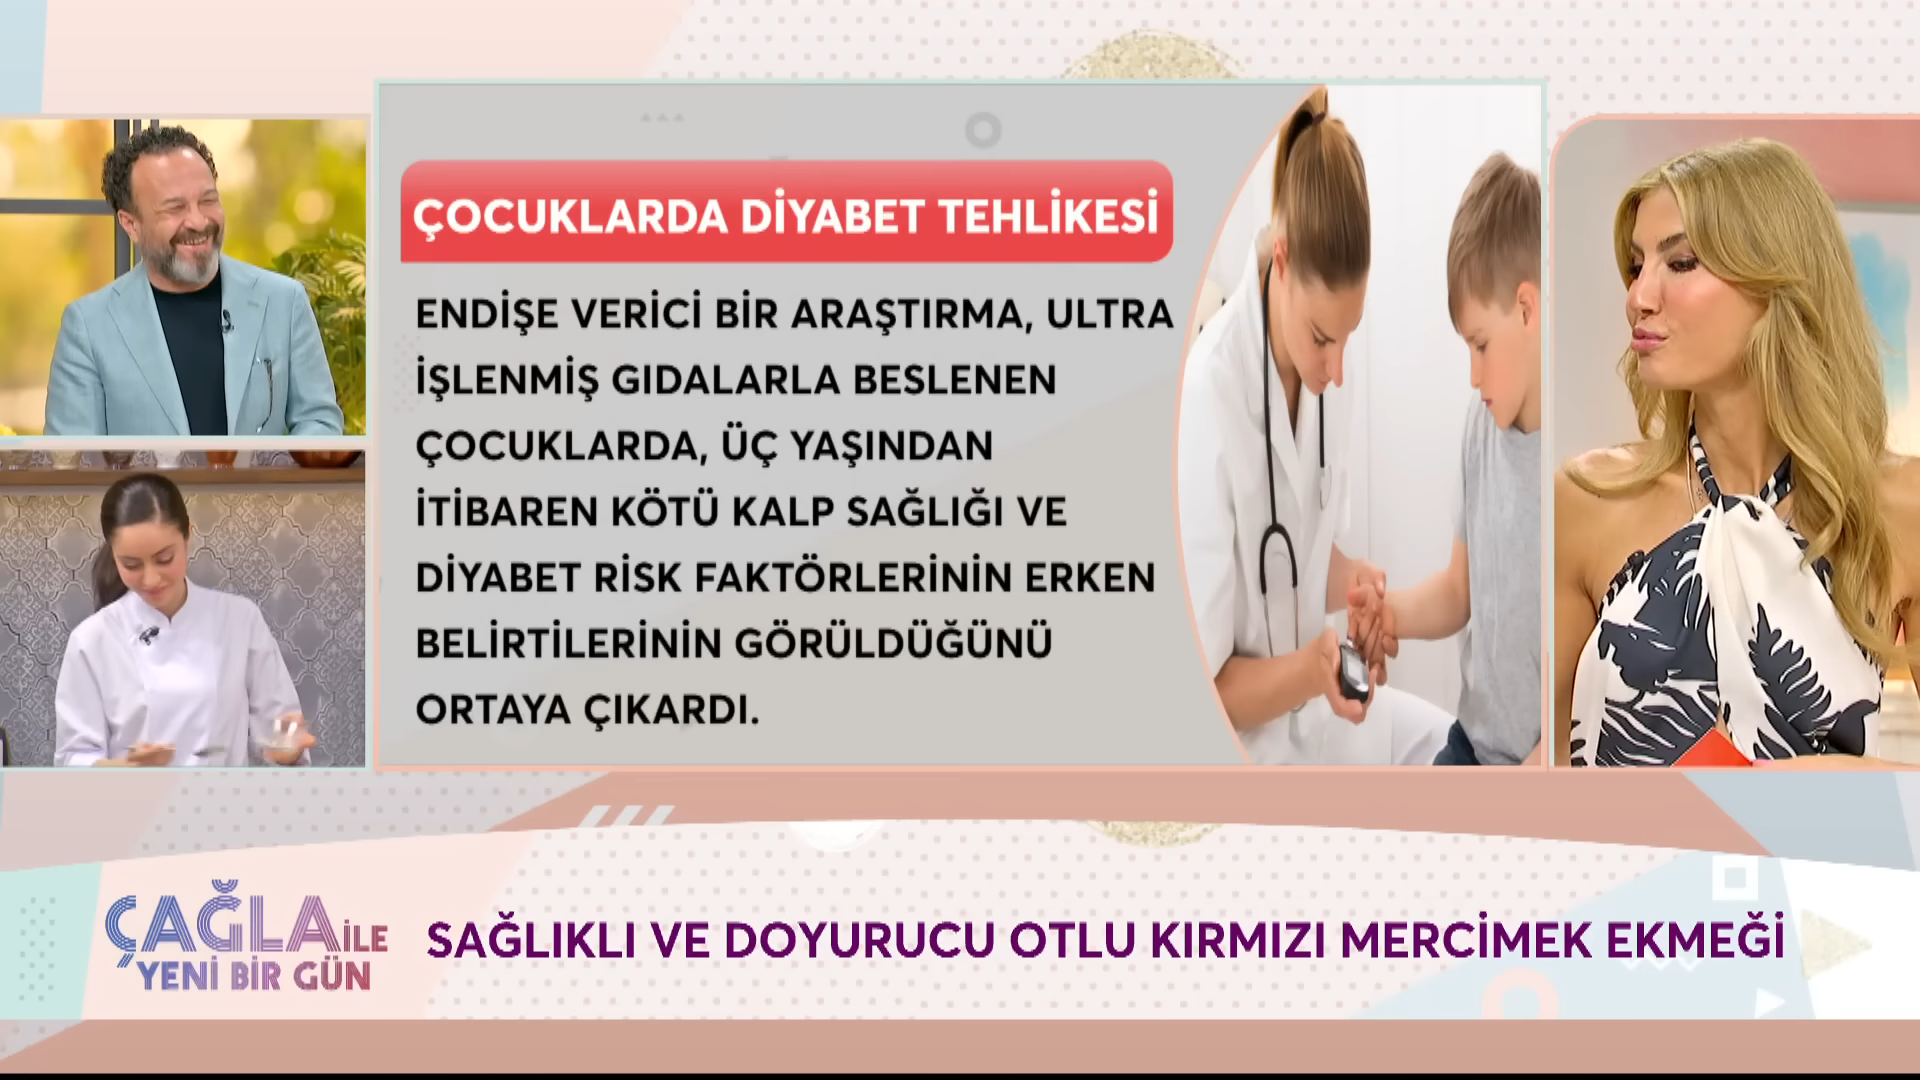 ÇOCUKLARDA DİYABET TEHLİKESİ
ENDİŞE VERİCİ BİR ARAŞTIRMA, ULTRA
İŞLENMİŞ GIDALARLA BESLENEN
ÇOCUKLARDA, ÜÇ YAŞINDAN
İTİBAREN KÖTÜ KALP SAĞLIĞI VE
DİYABET RİSK FAKTÖRLERİNİN ERKEN
BELİRTİLERİNİN GÖRÜLDÜĞÜNÜ
ORTAYA ÇIKARDI.
ÇAĞLA İLE
YENİ BİR GÜN
SAĞLIKLI VE DOYURUCU OTLU KIRMIZI MERCİMEK EKMEĞİ